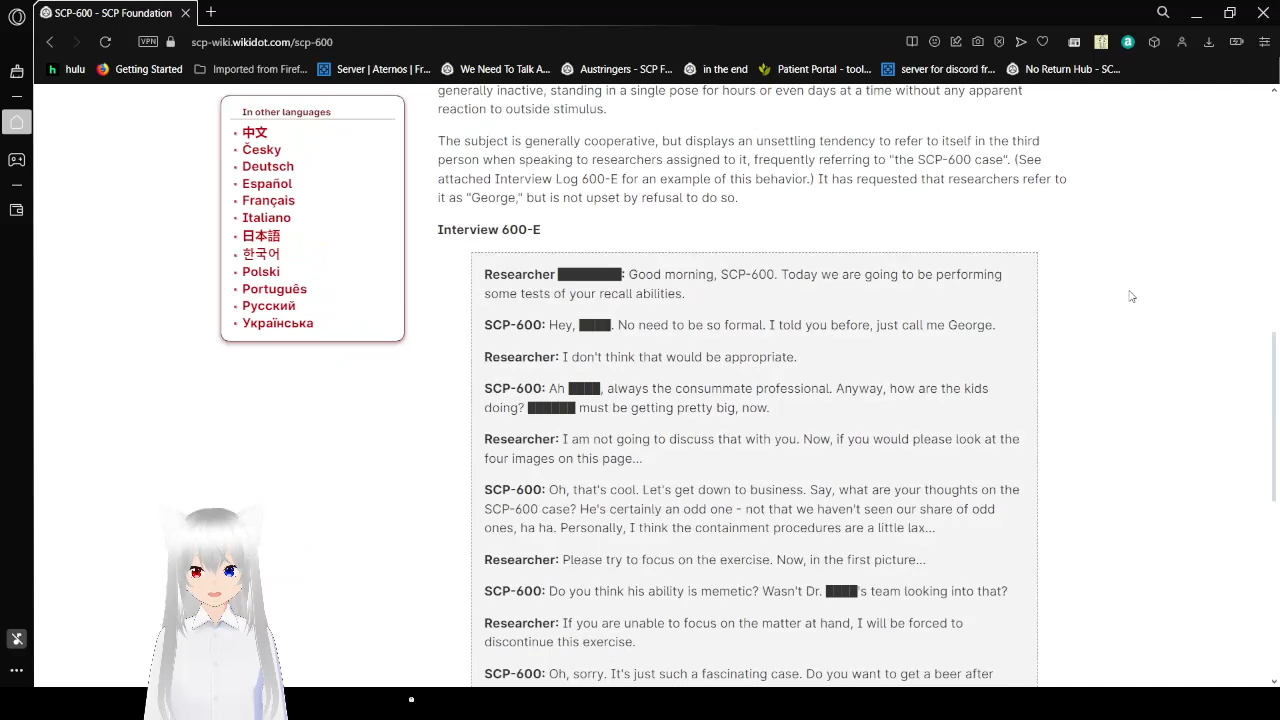 SCP-600 - SCP Foundation
VPN
scp-wiki.wikidot.com/scp-600
a
h hulu
Getting Started
Imported from Firef...
Server | Aternos | Fr...
We Need To Talk A...
Austringers - SCP F...
in the end
Patient Portal - tool...
server for discord fr...
No Return Hub - SC...
generally inactive, standing in a single pose for hours or even days at a time without any apparent
reaction to outside stimulus.
The subject is generally cooperative, but displays an unsettling tendency to refer to itself in the third
person when speaking to researchers assigned to it, frequently referring to "the SCP-600 case". (See
attached Interview Log 600-E for an example of this behavior.) It has requested that researchers refer to
it as "George," but is not upset by refusal to do so.
Interview 600-E
In other languages
中文
Česky
Deutsch
Español
Français
Italiano
日本語
한국어
Polski
Português
Русский
Українська
Researcher ████████: Good morning, SCP-600. Today we are going to be performing
some tests of your recall abilities.
SCP-600: Hey, ████. No need to be so formal. I told you before, just call me George.
Researcher: I don't think that would be appropriate.
SCP-600: Ah ████, always the consummate professional. Anyway, how are the kids
doing? ██████ must be getting pretty big, now.
Researcher: I am not going to discuss that with you. Now, if you would please look at the
four images on this page...
SCP-600: Oh, that's cool. Let's get down to business. Say, what are your thoughts on the
SCP-600 case? He's certainly an odd one - not that we haven't seen our share of odd
ones, ha ha. Personally, I think the containment procedures are a little lax...
Researcher: Please try to focus on the exercise. Now, in the first picture...
SCP-600: Do you think his ability is memetic? Wasn't Dr. ████'s team looking into that?
Researcher: If you are unable to focus on the matter at hand, I will be forced to
discontinue this exercise.
SCP-600: Oh, sorry. It's just such a fascinating case. Do you want to get a beer after